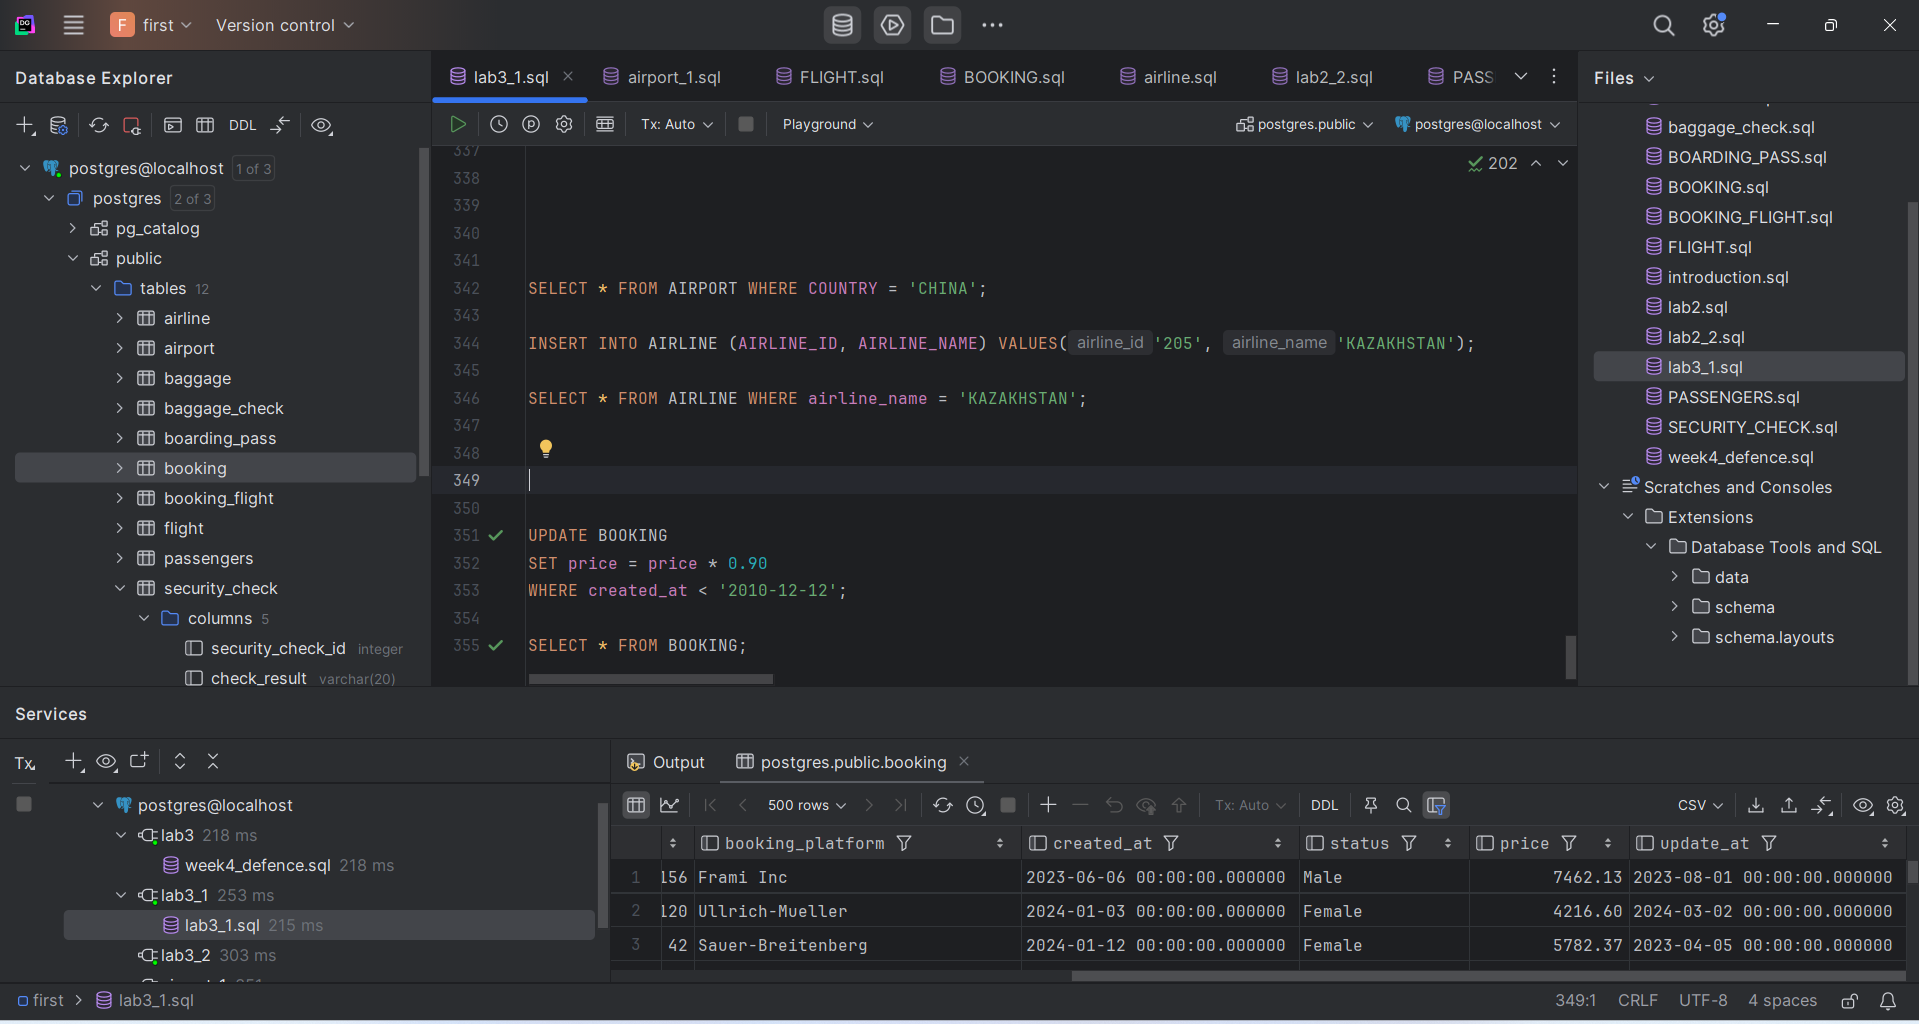 F first Version control
Database Explorer
DDL
postgres@localhost 1 of 3
postgres 2 of 3
pg_catalog
public
tables 12
airline
airport
baggage
baggage_check
boarding_pass
booking
booking_flight
flight
passengers
security_check
columns 5
security_check_id integer
check_result varchar(20)
lab3_1.sql airport_1.sql FLIGHT.sql BOOKING.sql airline.sql lab2_2.sql PASS
Tx: Auto Playground postgres.public postgres@localhost
202
337
338
339
340
341
342 SELECT * FROM AIRPORT WHERE COUNTRY = 'CHINA';
343
344 INSERT INTO AIRLINE (AIRLINE_ID, AIRLINE_NAME) VALUES( airline_id '205', airline_name 'KAZAKHSTAN');
345
346 SELECT * FROM AIRLINE WHERE airline_name = 'KAZAKHSTAN';
347
348
349
350
351 UPDATE BOOKING
352 SET price = price * 0.90
353 WHERE created_at < '2010-12-12';
354
355 SELECT * FROM BOOKING;
Files
baggage_check.sql
BOARDING_PASS.sql
BOOKING.sql
BOOKING_FLIGHT.sql
FLIGHT.sql
introduction.sql
lab2.sql
lab2_2.sql
lab3_1.sql
PASSENGERS.sql
SECURITY_CHECK.sql
week4_defence.sql
Scratches and Consoles
Extensions
Database Tools and SQL
data
schema
schema.layouts
Services
Tx
postgres@localhost
lab3 218 ms
week4_defence.sql 218 ms
lab3_1 253 ms
lab3_1.sql 215 ms
lab3_2 303 ms
Output postgres.public.booking
500 rows Tx: Auto DDL CSV
booking_platform created_at status price update_at
1 156 Frami Inc 2023-06-06 00:00:00.000000 Male 7462.13 2023-08-01 00:00:00.000000
2 120 Ullrich-Mueller 2024-01-03 00:00:00.000000 Female 4216.60 2024-03-02 00:00:00.000000
3 42 Sauer-Breitenberg 2024-01-12 00:00:00.000000 Female 5782.37 2023-04-05 00:00:00.000000
first > lab3_1.sql
349:1 CRLF UTF-8 4 spaces